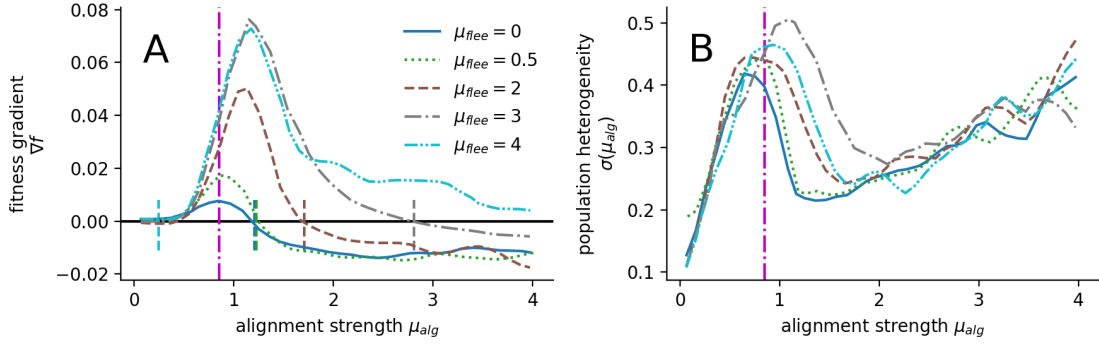 A
fitness gradient
∇f
0.08
0.06
0.04
0.02
0.00
−0.02
0
1
2
3
4
alignment strength μ_alg
μ_flee = 0
μ_flee = 0.5
μ_flee = 2
μ_flee = 3
μ_flee = 4
B
population heterogeneity
σ(μ_alg)
0.5
0.4
0.3
0.2
0.1
0
1
2
3
4
alignment strength μ_alg